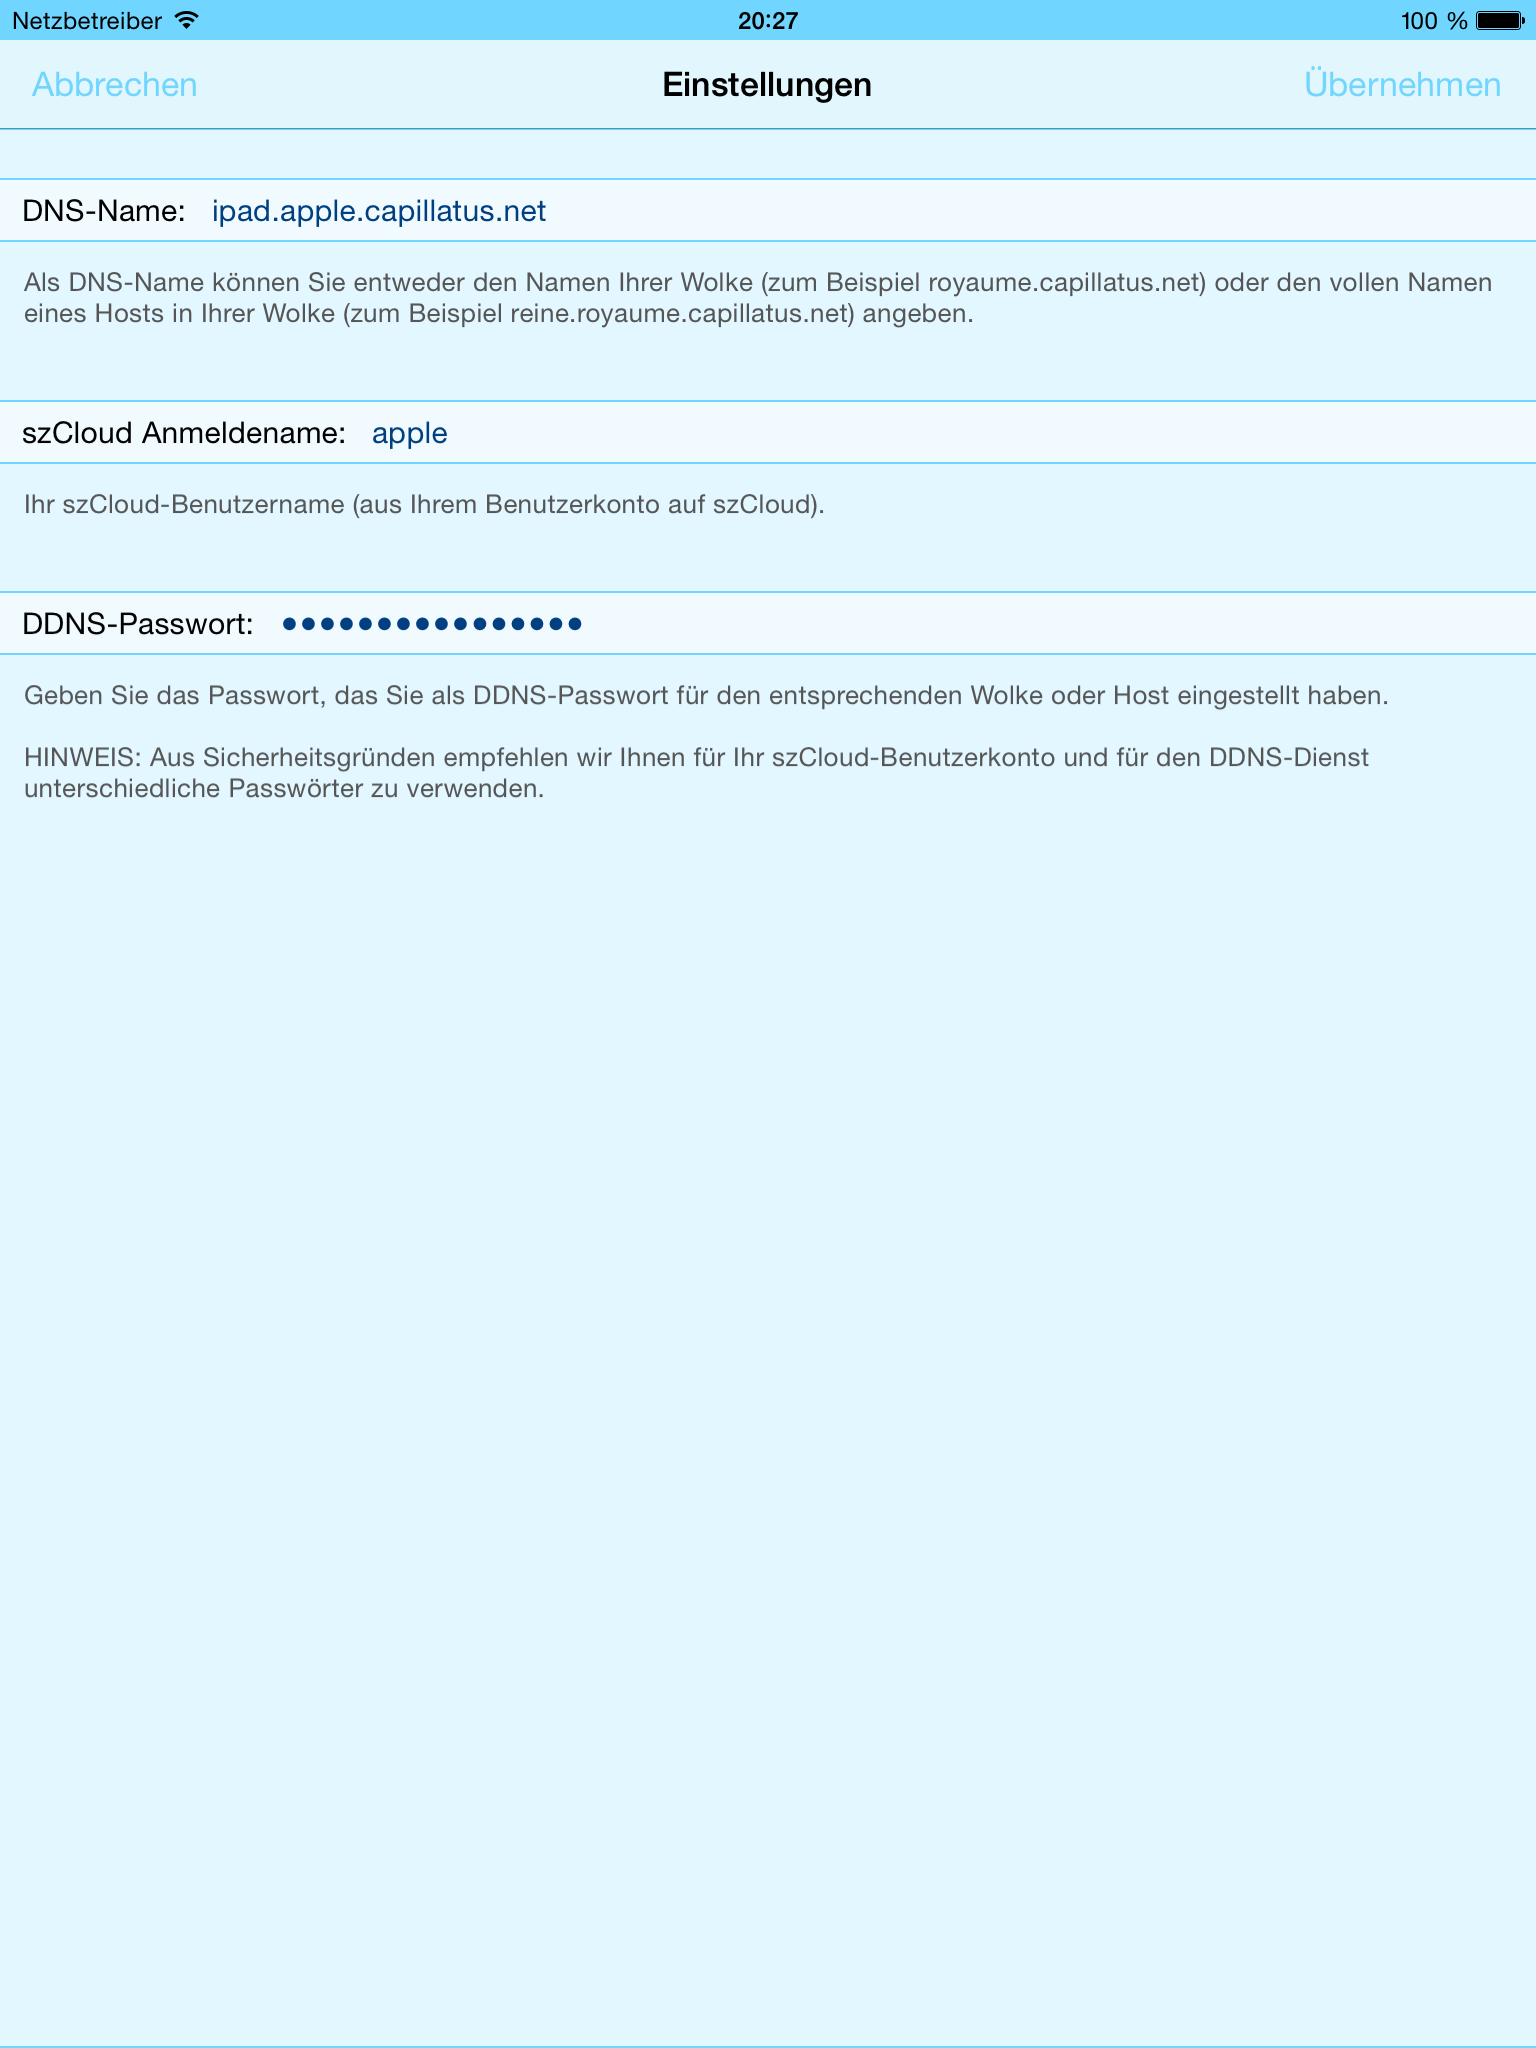 Netzbetreiber 20:27 100 %
Abbrechen Einstellungen Übernehmen
DNS-Name: ipad.apple.capillatus.net
Als DNS-Name können Sie entweder den Namen Ihrer Wolke (zum Beispiel royaume.capillatus.net) oder den vollen Namen
eines Hosts in Ihrer Wolke (zum Beispiel reine.royaume.capillatus.net) angeben.
szCloud Anmeldename: apple
Ihr szCloud-Benutzername (aus Ihrem Benutzerkonto auf szCloud).
DDNS-Passwort: ••••••••••••••••
Geben Sie das Passwort, das Sie als DDNS-Passwort für den entsprechenden Wolke oder Host eingestellt haben.
HINWEIS: Aus Sicherheitsgründen empfehlen wir Ihnen für Ihr szCloud-Benutzerkonto und für den DDNS-Dienst
unterschiedliche Passwörter zu verwenden.